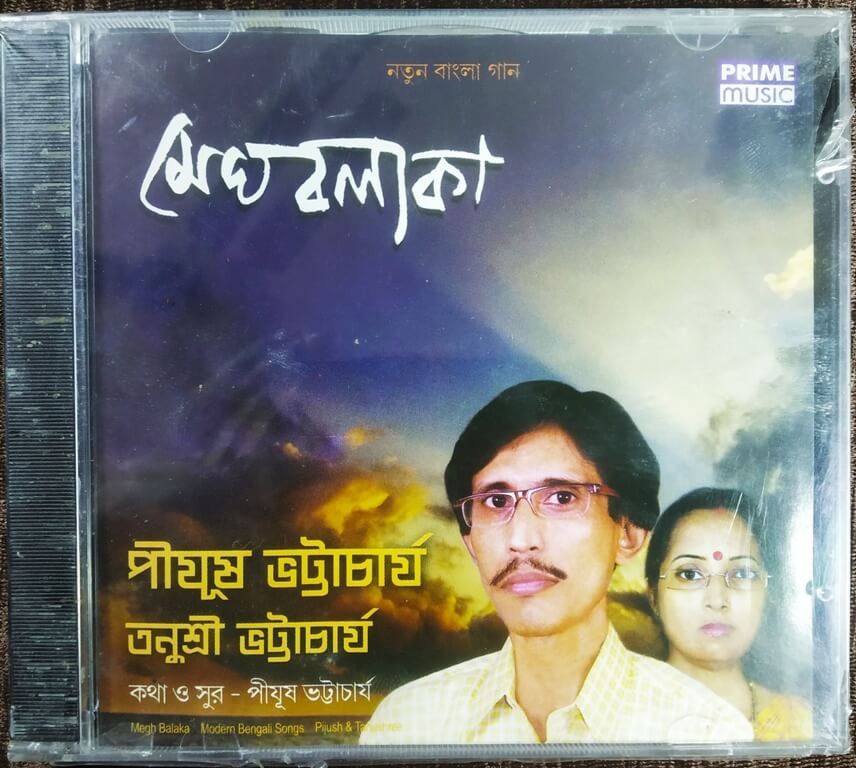 নতুন বাংলা গান
PRIME
MUSIC
মেঘ বলাকা
পীযূষ ভট্টাচার্য
তনুশ্রী ভট্টাচার্য
কথা ও সুর - পীযূষ ভট্টাচার্য
Megh Balaka Modern Bengali Songs Pijush &